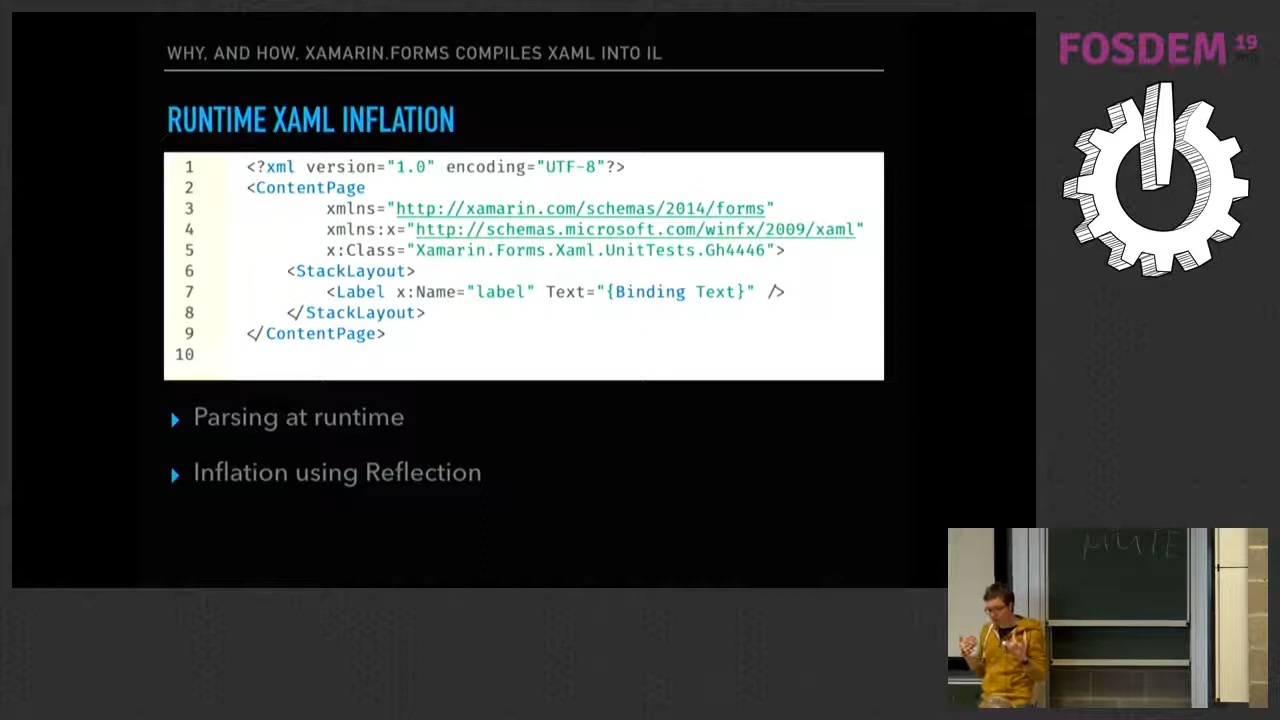 WHY, AND HOW, XAMARIN.FORMS COMPILES XAML INTO IL
RUNTIME XAML INFLATION
1 <?xml version="1.0" encoding="UTF-8"?>
2 <ContentPage
3 xmlns="http://xamarin.com/schemas/2014/forms"
4 xmlns:x="http://schemas.microsoft.com/winfx/2009/xaml"
5 x:Class="Xamarin.Forms.Xaml.UnitTests.Gh4446">
6 <StackLayout>
7 <Label x:Name="label" Text="{Binding Text}" />
8 </StackLayout>
9 </ContentPage>
10
Parsing at runtime
Inflation using Reflection
FOSDEM 19
MUTE